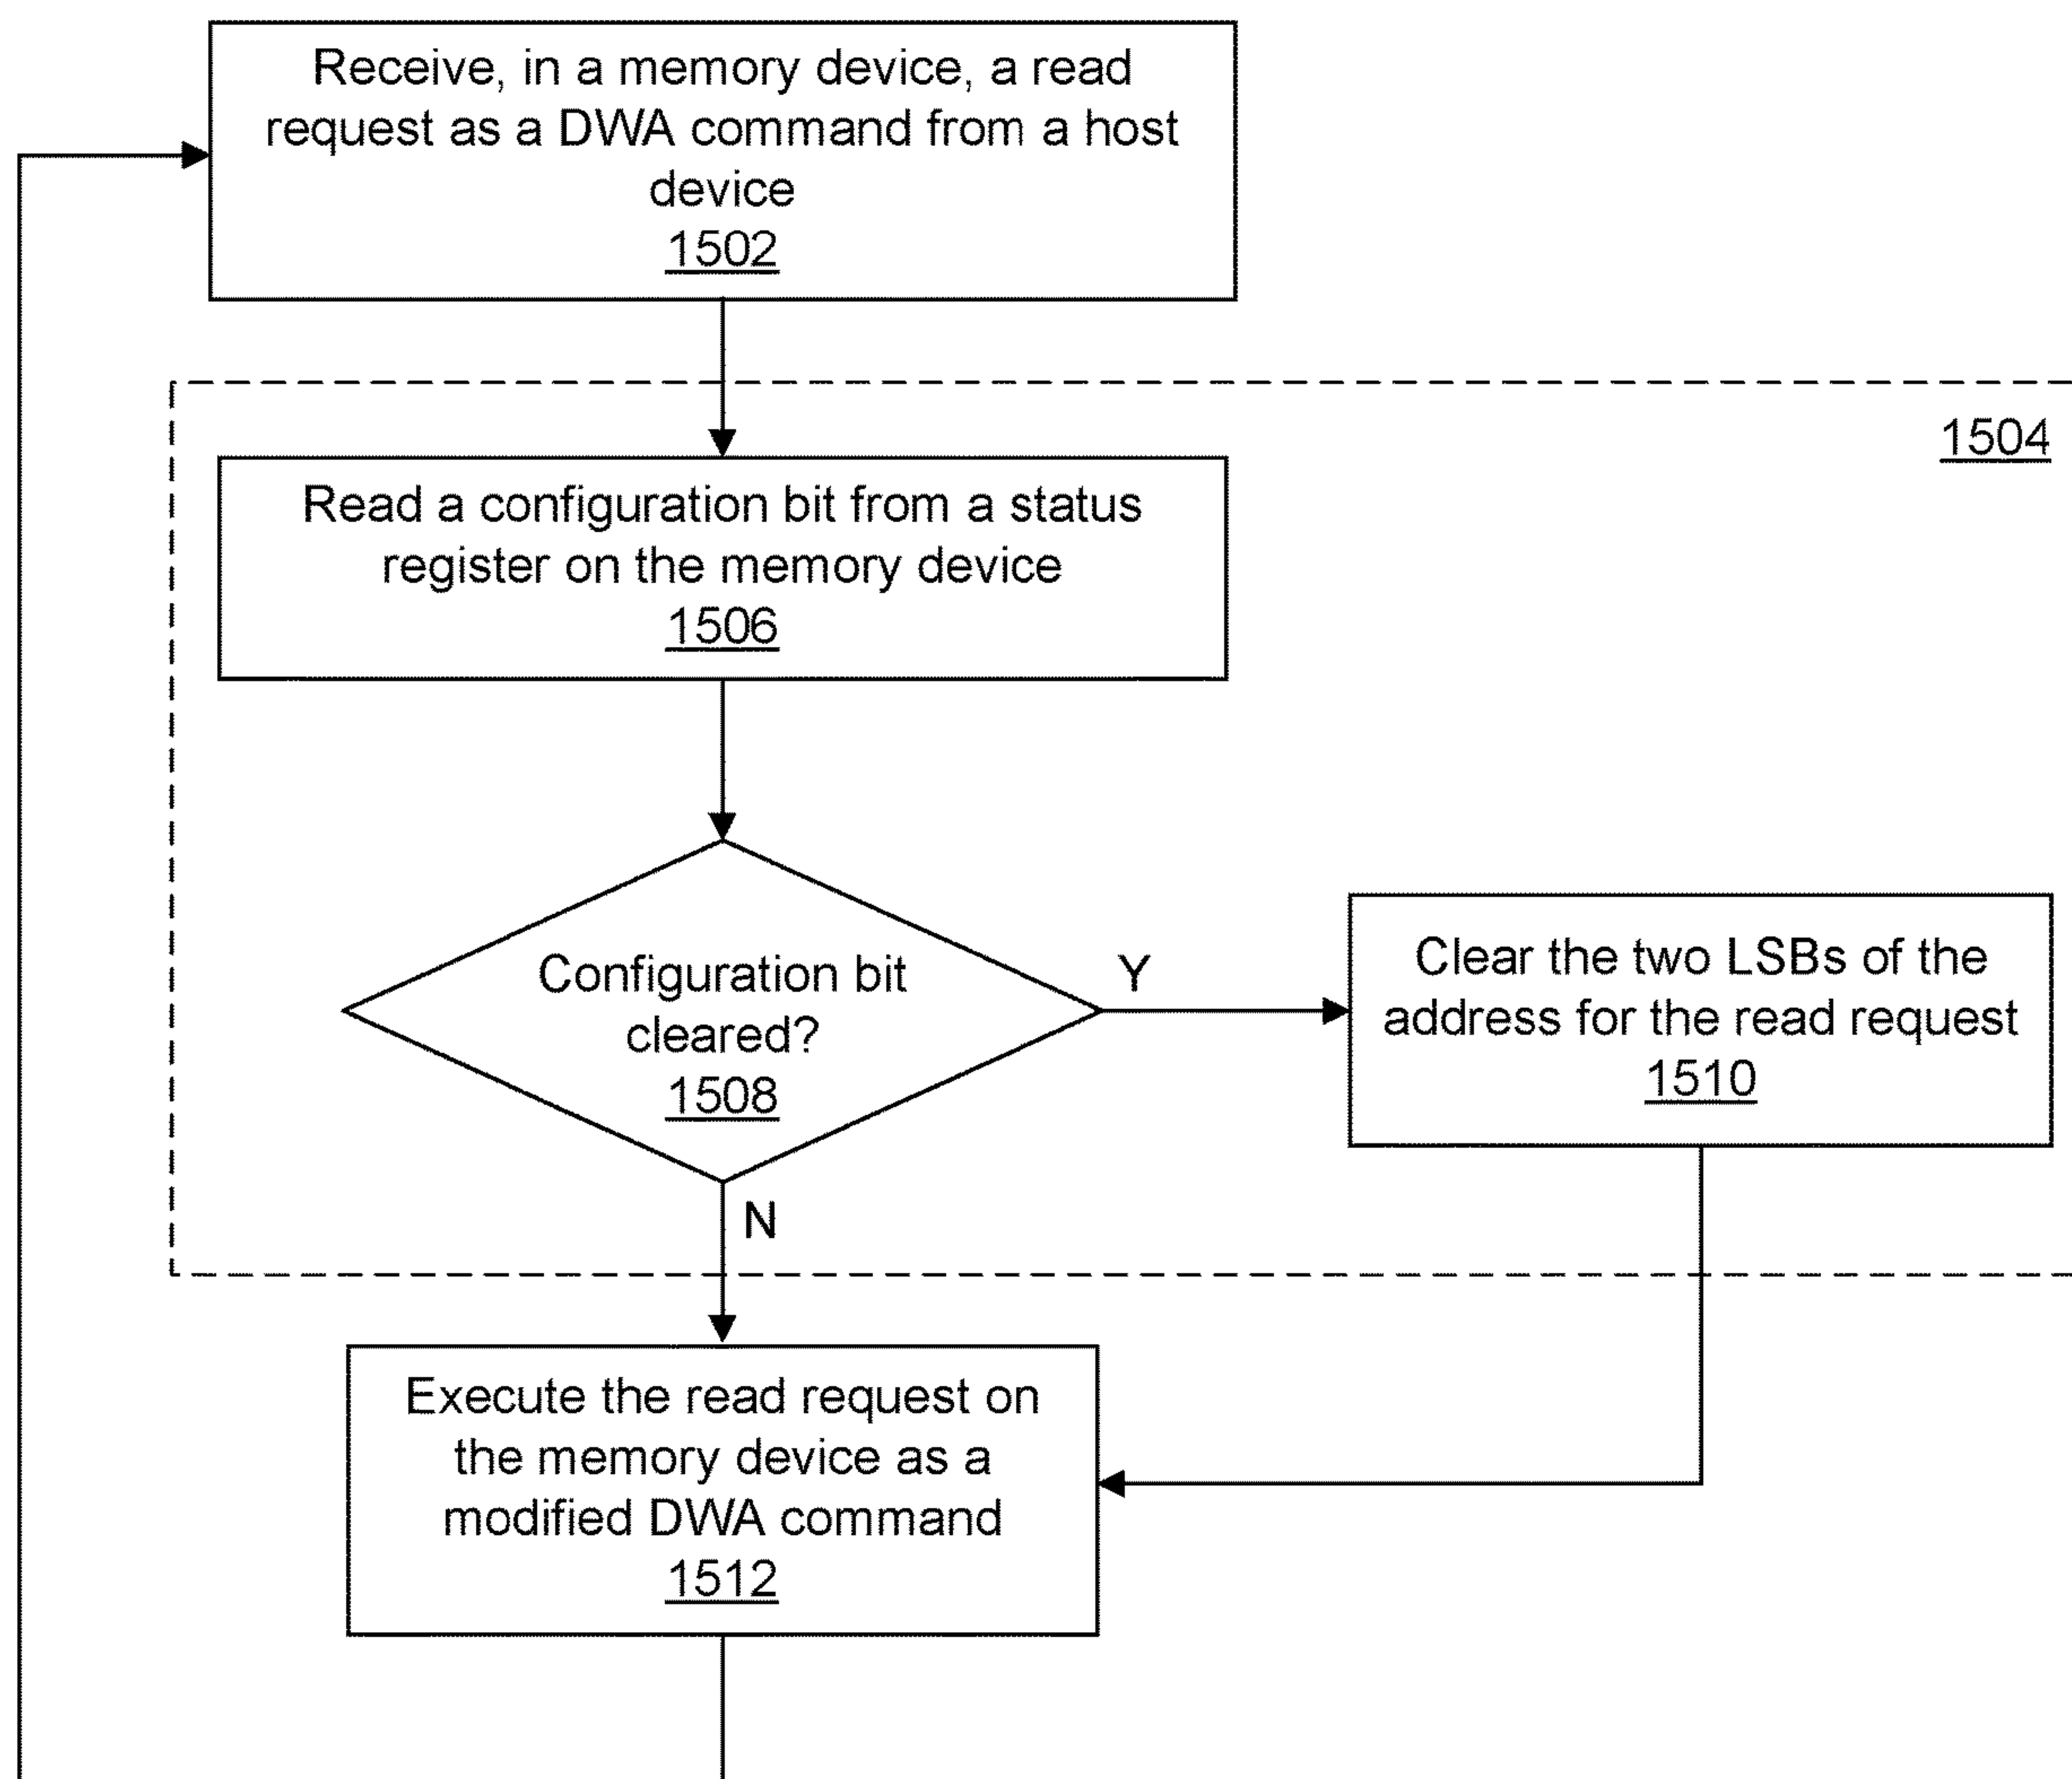 Receive, in a memory device, a read
request as a DWA command from a host
device
1502
1504
Read a configuration bit from a status
register on the memory device
1506
Configuration bit
cleared?
1508
Y
Clear the two LSBs of the
address for the read request
1510
N
Execute the read request on
the memory device as a
modified DWA command
1512